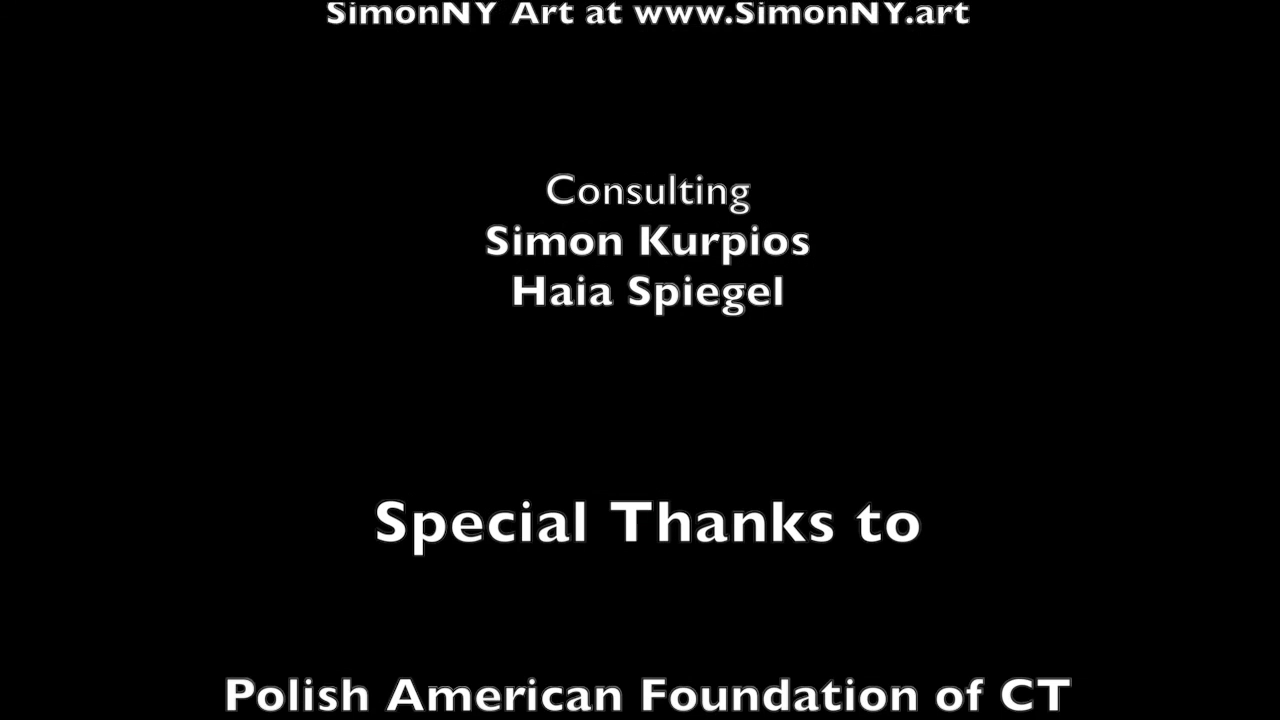 SimonNY Art at www.SimonNY.art
Consulting
Simon Kurpios
Haia Spiegel
Special Thanks to
Polish American Foundation of CT